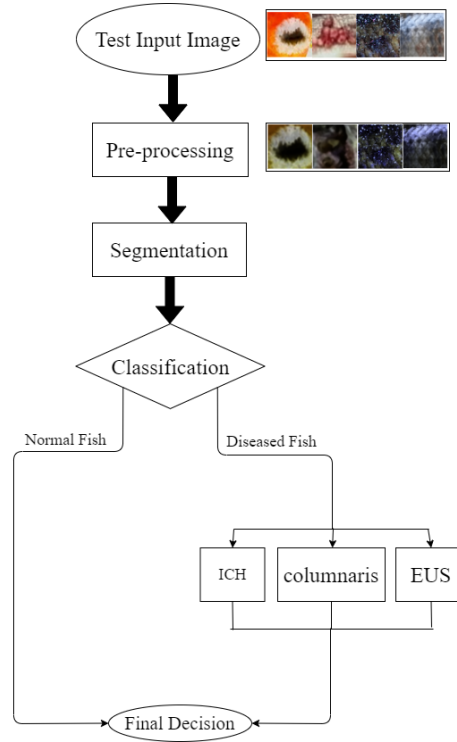 Test Input Image
Pre-processing
Segmentation
Classification
Normal Fish
Diseased Fish
ICH
columnaris
EUS
Final Decision